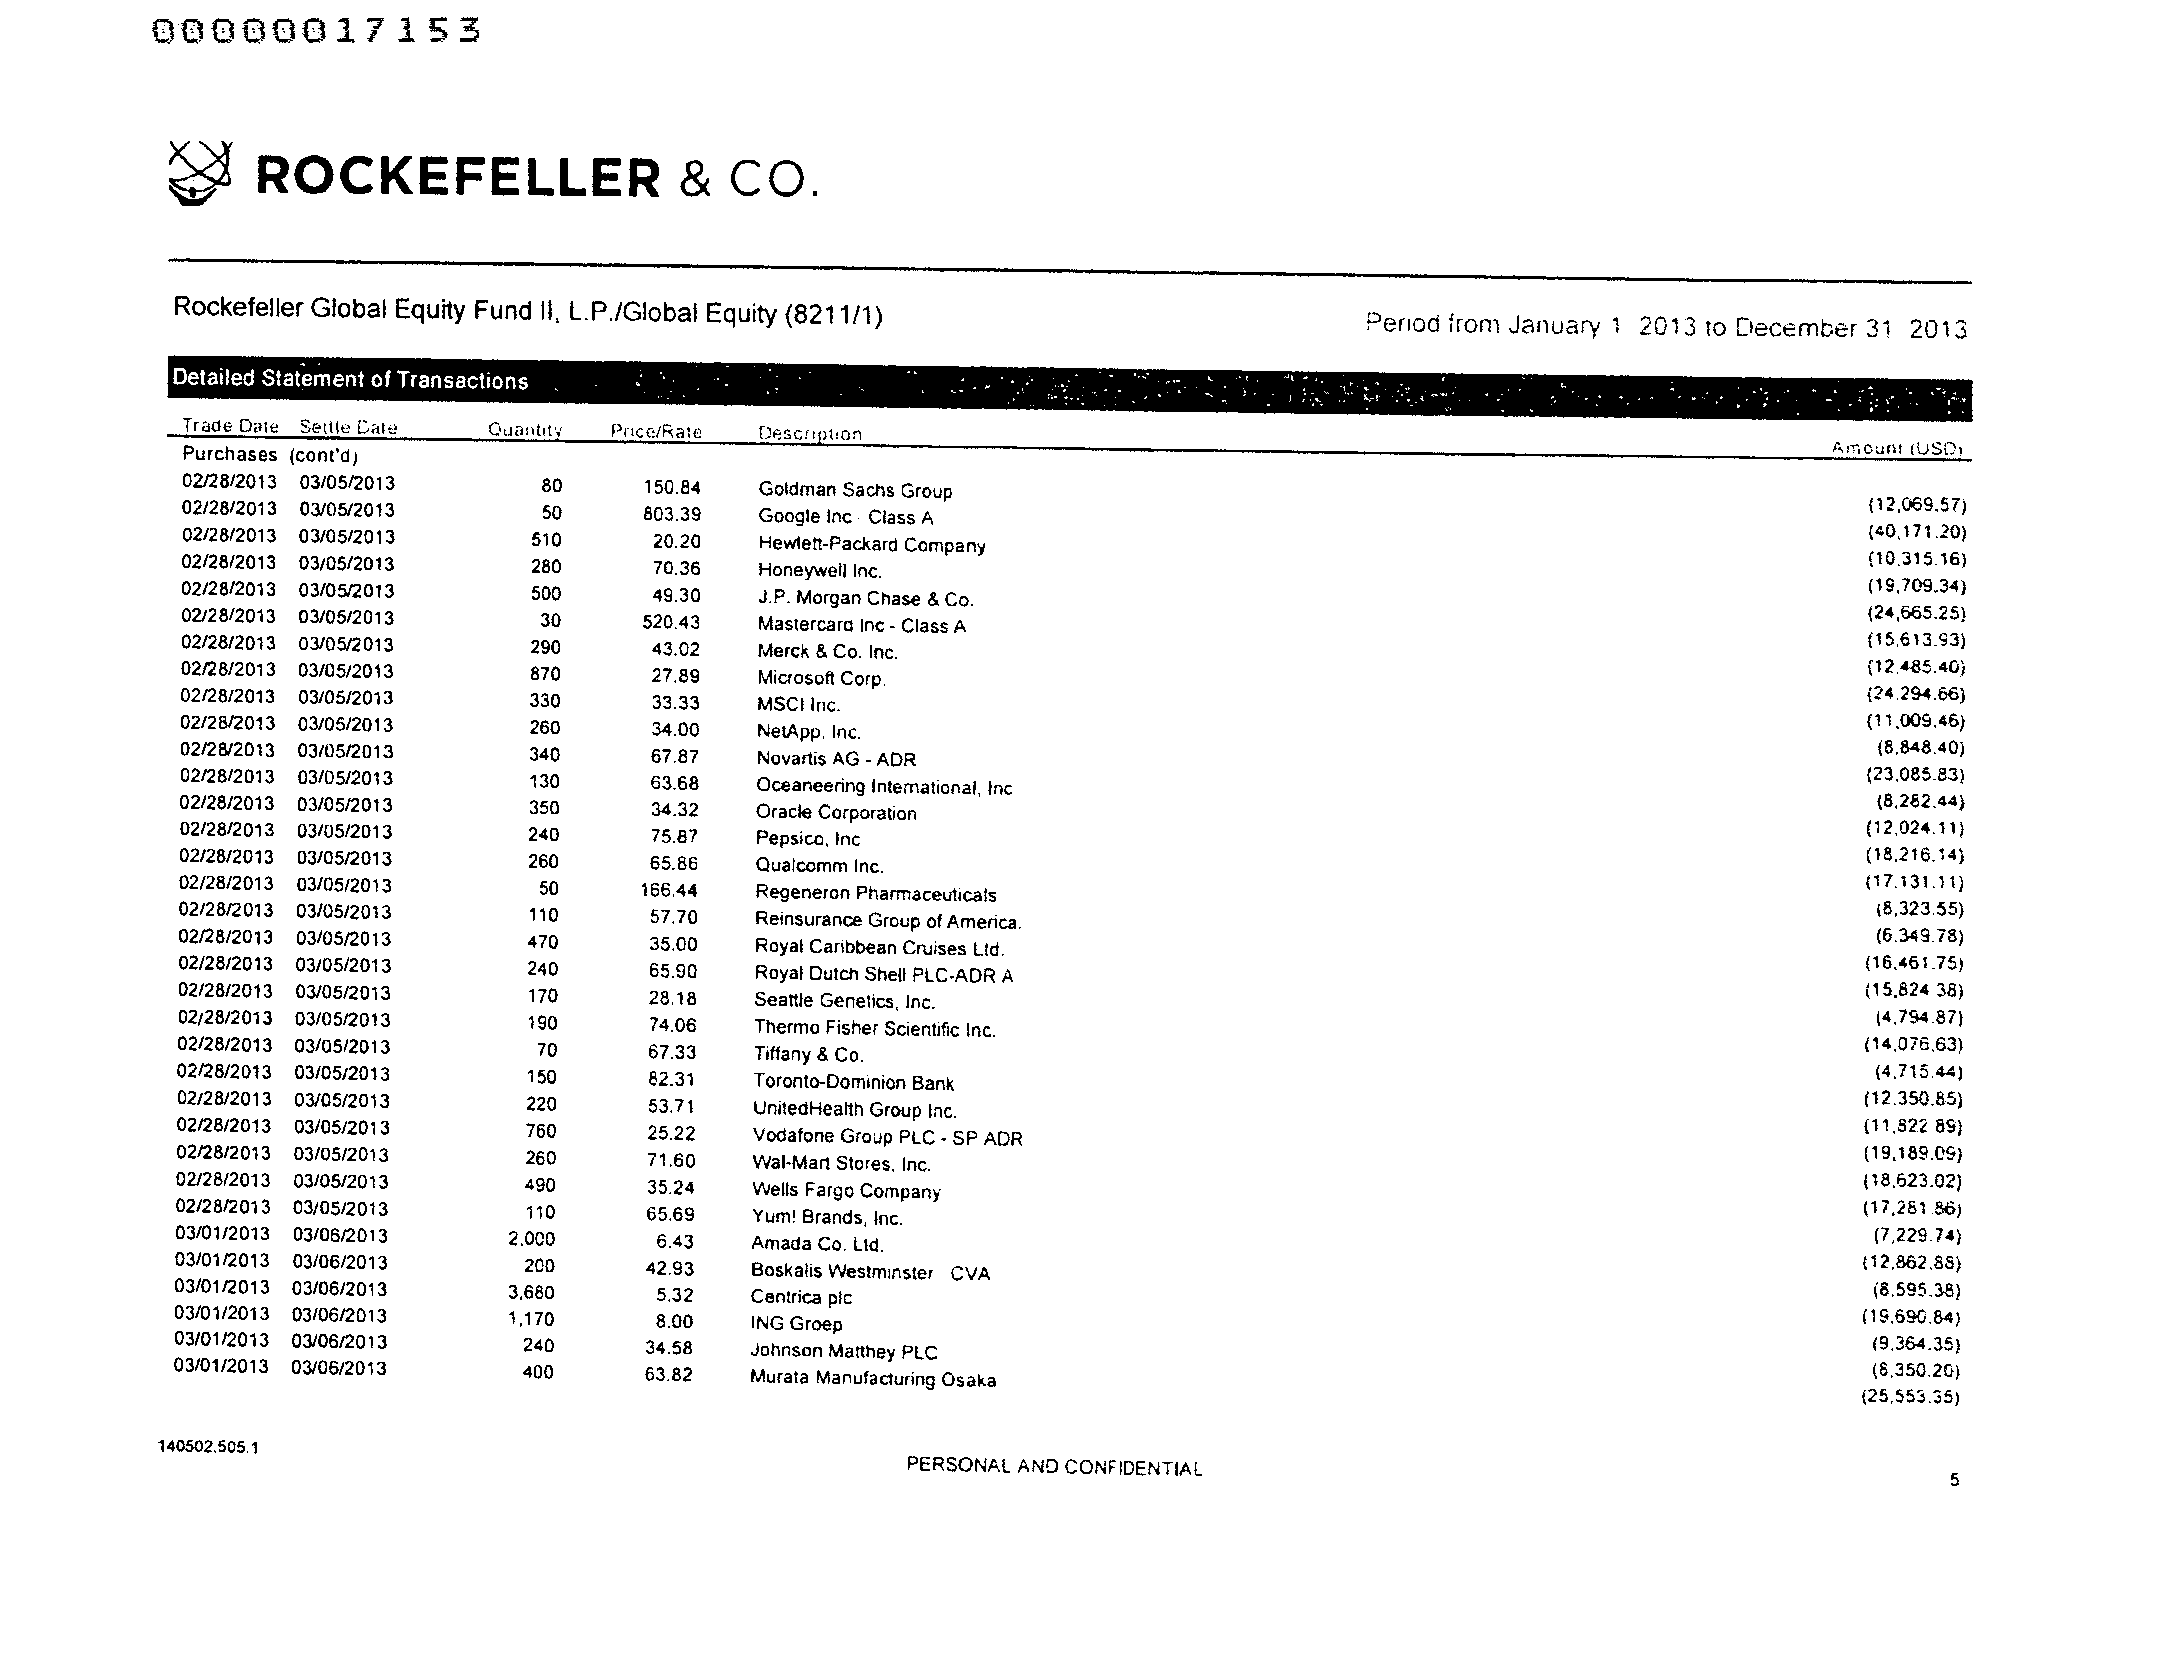 00000017153
ROCKEFELLER & CO.
Rockefeller Global Equity Fund II, L.P./Global Equity (8211/1)
Period from January 1 2013 to December 31 2013
Detailed Statement of Transactions
Trade Date Settle Date Quantity Price/Rate Description Amount (USD)
Purchases (cont'd)
02/28/2013 03/05/2013 80 150.84 Goldman Sachs Group (12,069.57)
02/28/2013 03/05/2013 50 803.39 Google Inc Class A (40,171.20)
02/28/2013 03/05/2013 510 20.20 Hewlett-Packard Company (10,315.16)
02/28/2013 03/05/2013 280 70.36 Honeywell Inc. (19,709.34)
02/28/2013 03/05/2013 500 49.30 J.P. Morgan Chase & Co. (24,665.25)
02/28/2013 03/05/2013 30 520.43 Mastercard Inc - Class A (15,613.93)
02/28/2013 03/05/2013 290 43.02 Merck & Co. Inc. (12,485.40)
02/28/2013 03/05/2013 870 27.89 Microsoft Corp. (24,294.66)
02/28/2013 03/05/2013 330 33.33 MSCI Inc. (11,009.46)
02/28/2013 03/05/2013 260 34.00 NetApp, Inc. (8,848.40)
02/28/2013 03/05/2013 340 67.87 Novartis AG - ADR (23,085.83)
02/28/2013 03/05/2013 130 63.68 Oceaneering International, Inc (8,282.44)
02/28/2013 03/05/2013 350 34.32 Oracle Corporation (12,024.11)
02/28/2013 03/05/2013 240 75.87 Pepsico, Inc (18,216.14)
02/28/2013 03/05/2013 260 65.86 Qualcomm Inc. (17,131.11)
02/28/2013 03/05/2013 50 166.44 Regeneron Pharmaceuticals (8,323.55)
02/28/2013 03/05/2013 110 57.70 Reinsurance Group of America. (6,349.78)
02/28/2013 03/05/2013 470 35.00 Royal Caribbean Cruises Ltd. (16,461.75)
02/28/2013 03/05/2013 240 65.90 Royal Dutch Shell PLC-ADR A (15,824.38)
02/28/2013 03/05/2013 170 28.18 Seattle Genetics, Inc. (4,794.87)
02/28/2013 03/05/2013 190 74.06 Thermo Fisher Scientific Inc. (14,076.63)
02/28/2013 03/05/2013 70 67.33 Tiffany & Co. (4,715.44)
02/28/2013 03/05/2013 150 82.31 Toronto-Dominion Bank (12,350.85)
02/28/2013 03/05/2013 220 53.71 UnitedHealth Group Inc. (11,822.89)
02/28/2013 03/05/2013 760 25.22 Vodafone Group PLC - SP ADR (19,189.09)
02/28/2013 03/05/2013 260 71.60 Wal-Mart Stores, Inc. (18,623.02)
02/28/2013 03/05/2013 490 35.24 Wells Fargo Company (17,281.86)
02/28/2013 03/05/2013 110 65.69 Yum! Brands, Inc. (7,229.74)
03/01/2013 03/06/2013 2,000 6.43 Amada Co. Ltd. (12,862.88)
03/01/2013 03/06/2013 200 42.93 Boskalis Westminster CVA (8,595.38)
03/01/2013 03/06/2013 3,680 5.32 Centrica plc (19,690.84)
03/01/2013 03/06/2013 1,170 8.00 ING Groep (9,364.35)
03/01/2013 03/06/2013 240 34.58 Johnson Matthey PLC (8,350.20)
03/01/2013 03/06/2013 400 63.82 Murata Manufacturing Osaka (25,553.35)
140502.505.1
PERSONAL AND CONFIDENTIAL
5